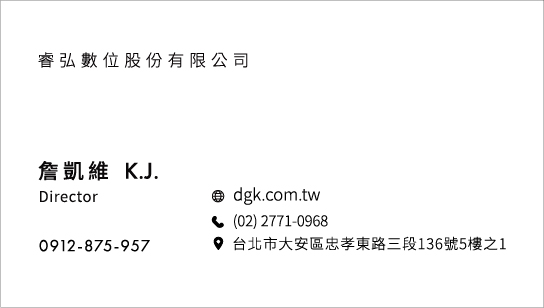 睿弘數位股份有限公司
詹凱維 K.J.
Director
0912-875-957
dgk.com.tw
(02) 2771-0968
台北市大安區忠孝東路三段136號5樓之1